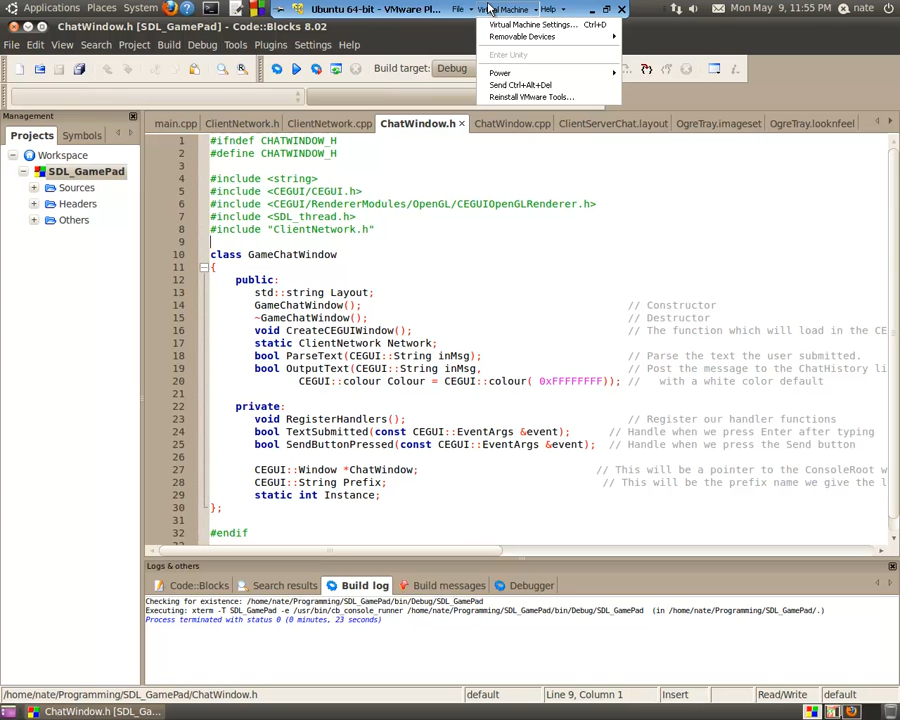 Applications Places System
Ubuntu 64-bit - VMware Pl...
File Virtual Machine Help
Mon May 9, 11:55 PM nate
Virtual Machine Settings... Ctrl+D
Removable Devices
Enter Unity
Power
Send Ctrl+Alt+Del
Reinstall VMware Tools...
ChatWindow.h [SDL_GamePad] - Code::Blocks 8.02
File Edit View Search Build Debug Tools Plugins Settings Help
Build target: Debug
Management
Projects Symbols
Workspace
SDL_GamePad
Sources
Headers
Others
main.cpp ClientNetwork.h ClientNetwork.cpp ChatWindow.h ChatWindow.cpp ClientServerChat.layout OgreTray.imageset OgreTray.looknfeel
1 #ifndef CHATWINDOW_H
2 #define CHATWINDOW_H
3
4 #include <string>
5 #include <CEGUI/CEGUI.h>
6 #include <CEGUI/RendererModules/OpenGL/CEGUIOpenGLRenderer.h>
7 #include <SDL_thread.h>
8 #include "ClientNetwork.h"
9
10 class GameChatWindow
11 {
12 public:
13 std::string Layout;
14 GameChatWindow(); // Constructor
15 ~GameChatWindow(); // Destructor
16 void CreateCEGUIWindow(); // The function which will load in the CE
17 static ClientNetwork Network;
18 bool ParseText(CEGUI::String inMsg); // Parse the text the user submitted.
19 bool OutputText(CEGUI::String inMsg, // Post the message to the ChatHistory li
20 CEGUI::colour Colour = CEGUI::colour( 0xFFFFFFFF)); // with a white color default
21
22 private:
23 void RegisterHandlers(); // Register our handler functions
24 bool TextSubmitted(const CEGUI::EventArgs &event); // Handle when we press Enter after typing
25 bool SendButtonPressed(const CEGUI::EventArgs &event); // Handle when we press the Send button
26
27 CEGUI::Window *ChatWindow; // This will be a pointer to the ConsoleRoot w
28 CEGUI::String Prefix; // This will be the prefix name we give the l
29 static int Instance;
30 };
31
32 #endif
Logs & others
Code::Blocks Search results Build log Build messages Debugger
Checking for existence: /home/nate/Programming/SDL_GamePad/bin/Debug/SDL_GamePad
Executing: xterm -T SDL_GamePad -e /usr/bin/cb_console_runner /home/nate/Programming/SDL_GamePad/bin/Debug/SDL_GamePad (in /home/nate/Programming/SDL_GamePad/.)
Process terminated with status 0 (0 minutes, 23 seconds)
/home/nate/Programming/SDL_GamePad/ChatWindow.h default Line 9, Column 1 Insert Read/Write default
ChatWindow.h [SDL_Ga...